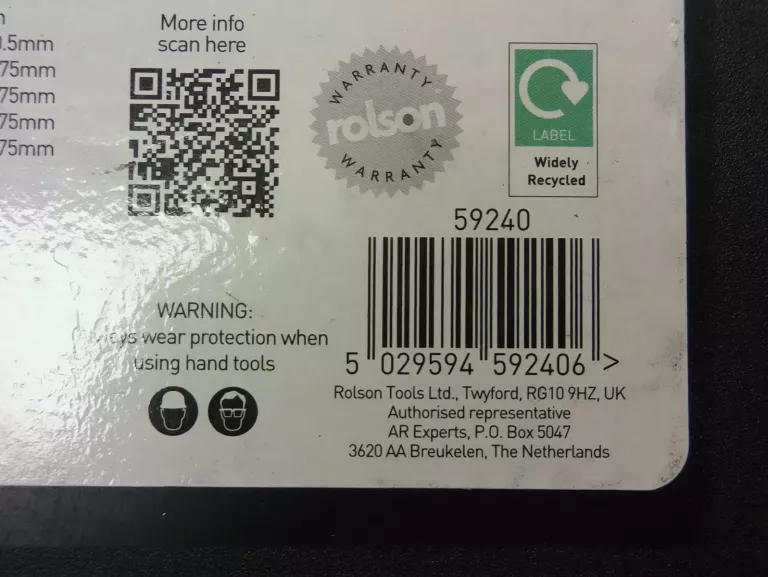 More info
scan here
0.5mm
75mm
75mm
75mm
75mm
WARRANTY
rolson
WARRANTY
LABEL
Widely
Recycled
59240
5 029594 592406 >
WARNING:
wear protection when
using hand tools
Rolson Tools Ltd., Twyford, RG10 9HZ, UK
Authorised representative
AR Experts, P.O. Box 5047
3620 AA Breukelen, The Netherlands